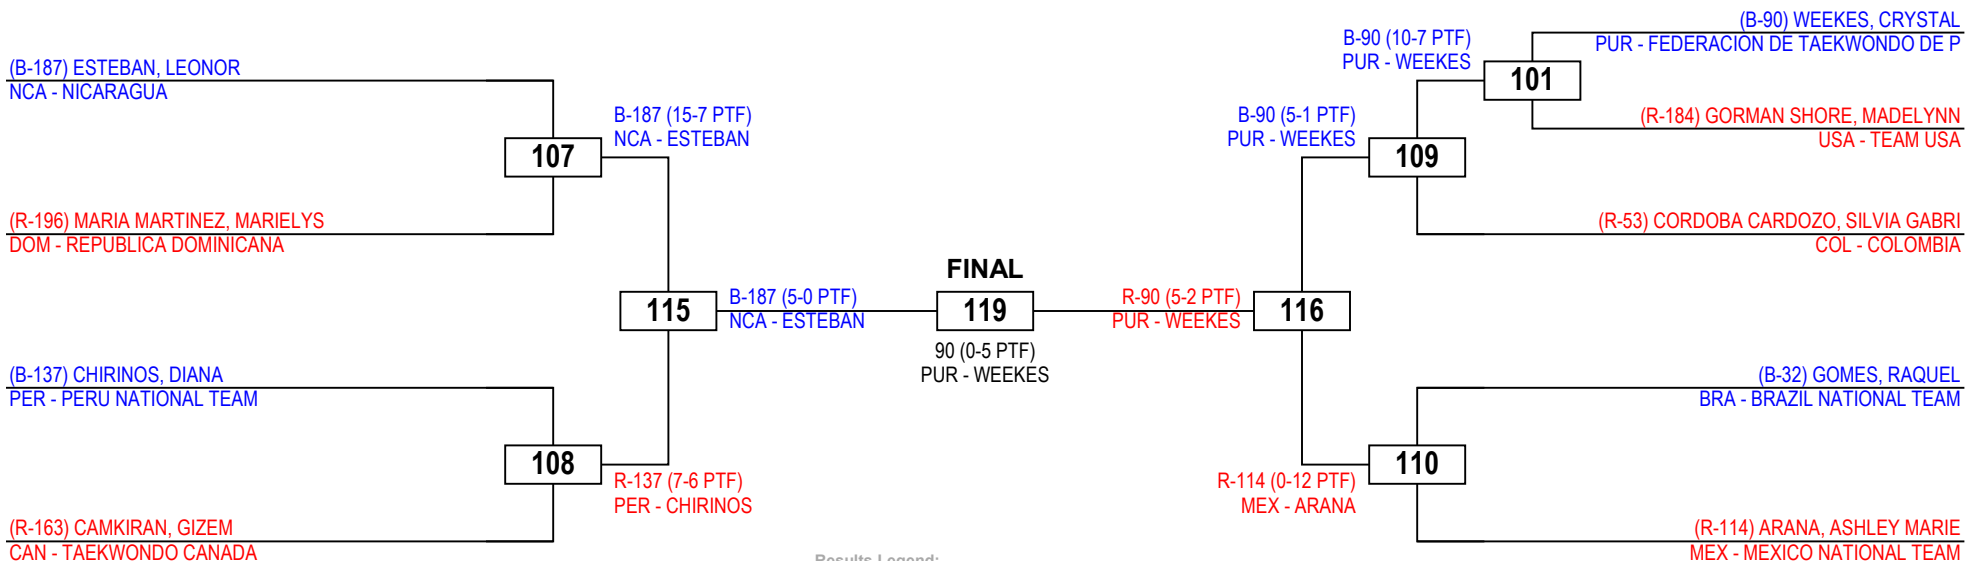 (B-187) ESTEBAN, LEONOR
NCA - NICARAGUA
B-187 (15-7 PTF)
NCA - ESTEBAN
107
(R-196) MARIA MARTINEZ, MARIELYS
DOM - REPUBLICA DOMINICANA
115
B-187 (5-0 PTF)
NCA - ESTEBAN
(B-137) CHIRINOS, DIANA
PER - PERU NATIONAL TEAM
108
R-137 (7-6 PTF)
PER - CHIRINOS
(R-163) CAMKIRAN, GIZEM
CAN - TAEKWONDO CANADA
FINAL
119
90 (0-5 PTF)
PUR - WEEKES
(B-90) WEEKES, CRYSTAL
PUR - FEDERACION DE TAEKWONDO DE P
B-90 (10-7 PTF)
PUR - WEEKES
101
(R-184) GORMAN SHORE, MADELYNN
USA - TEAM USA
B-90 (5-1 PTF)
PUR - WEEKES
109
(R-53) CORDOBA CARDOZO, SILVIA GABRI
COL - COLOMBIA
R-90 (5-2 PTF)
PUR - WEEKES
116
(B-32) GOMES, RAQUEL
BRA - BRAZIL NATIONAL TEAM
110
R-114 (0-12 PTF)
MEX - ARANA
(R-114) ARANA, ASHLEY MARIE
MEX - MEXICO NATIONAL TEAM
Results Legend: